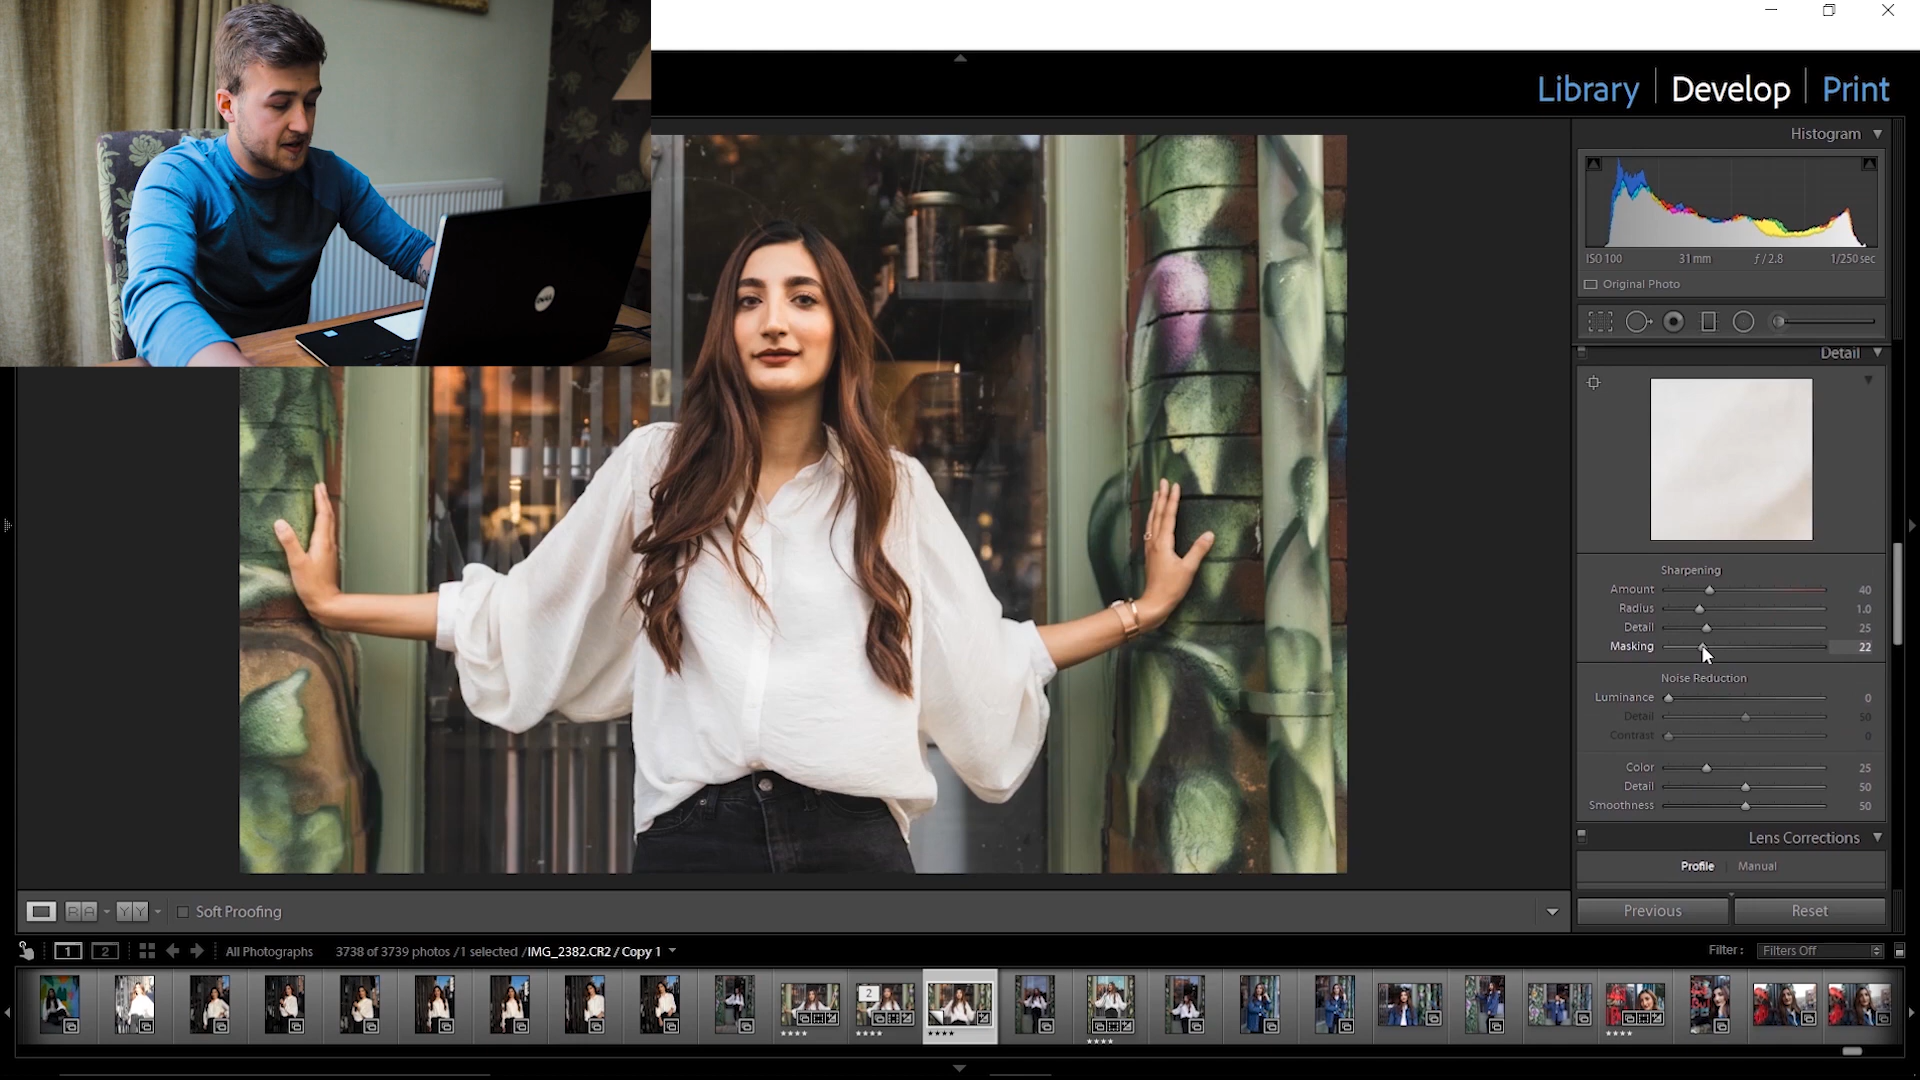 Library | Develop | Print
Histogram
ISO 100 31 mm ƒ / 2.8 1/250 sec
Original Photo
Detail
DELL
Sharpening
Amount 40
Radius 1.0
Detail 25
Masking 22
Noise Reduction
Luminance 0
Detail 50
Contrast 0
Color 25
Detail 50
Smoothness 50
Lens Corrections
Profile | Manual
R A Y Y Soft Proofing
Previous Reset
1 2 All Photographs 3738 of 3739 photos / 1 selected / IMG_2382.CR2 / Copy 1 Filter : Filters Off
2